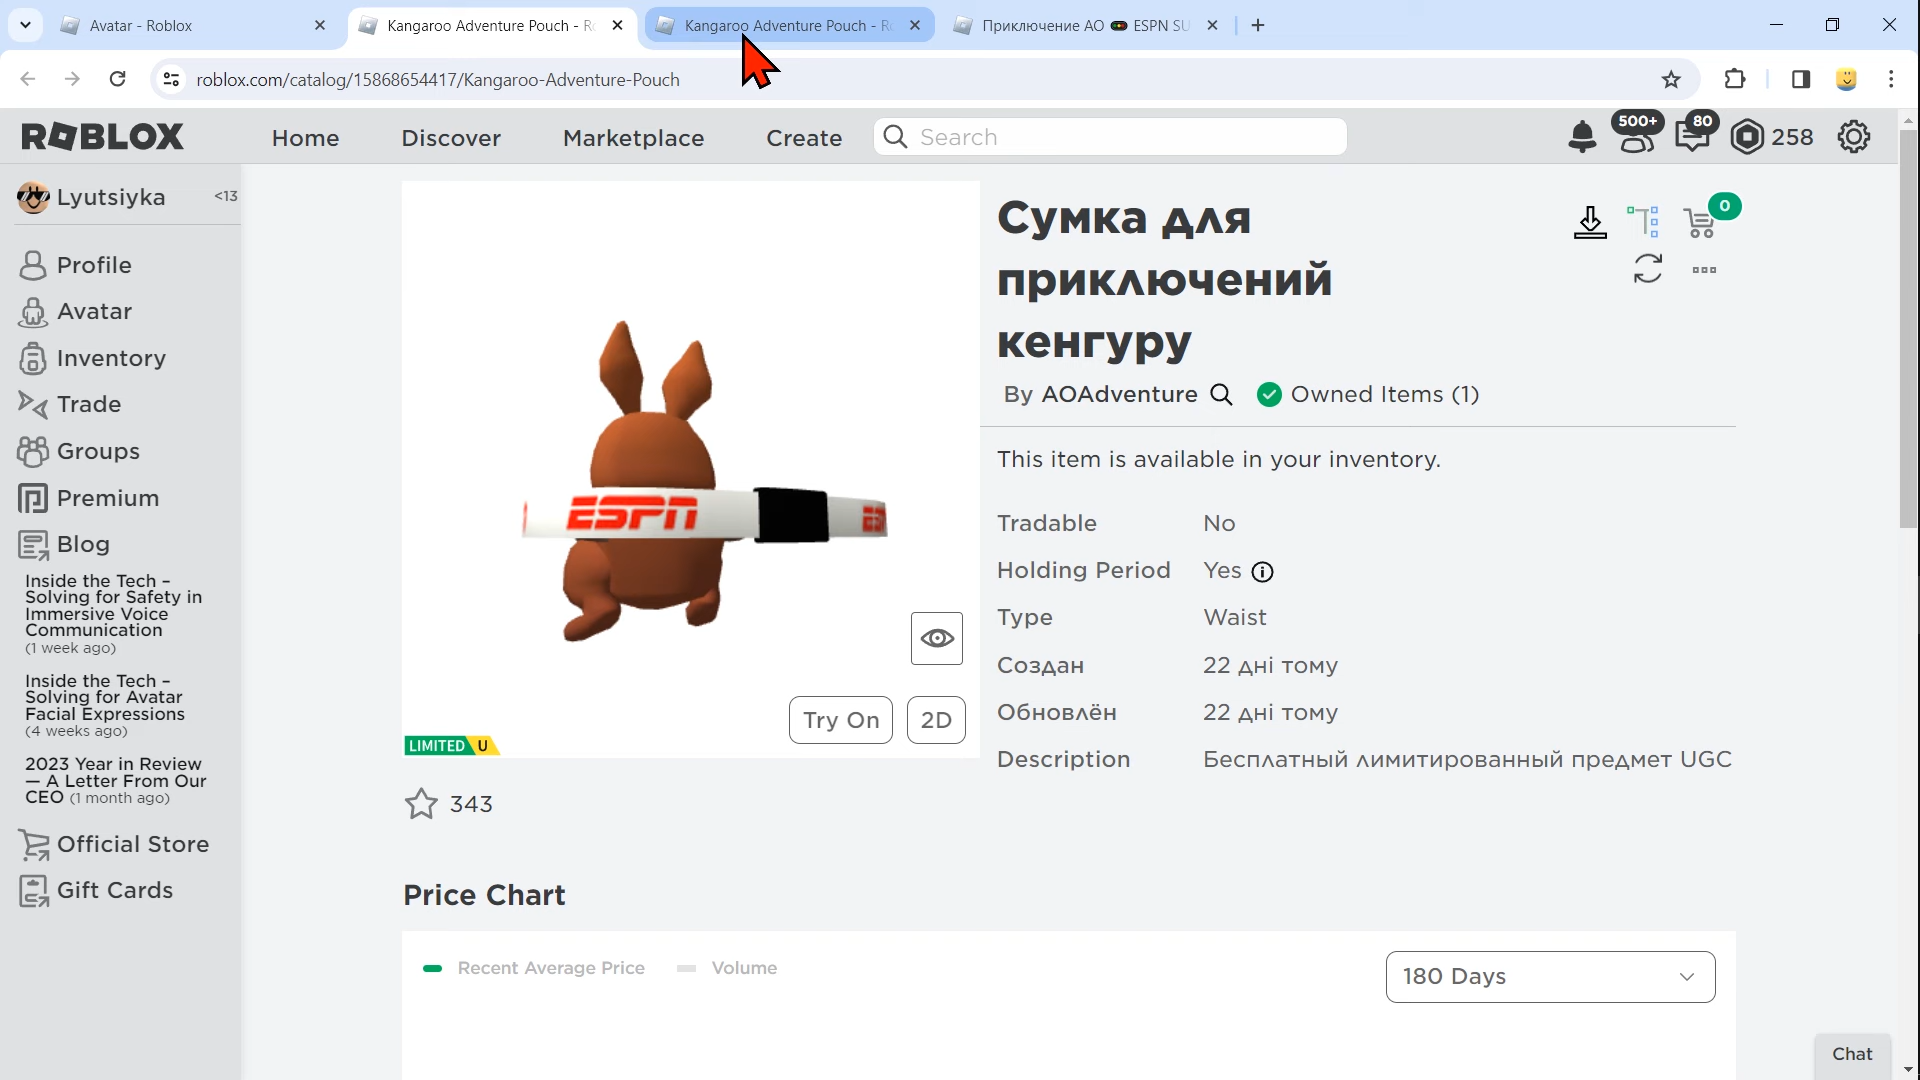 Avatar - Roblox
Kangaroo Adventure Pouch - Ro
Kangaroo Adventure Pouch - Ro
Приключение АО ESPN SU
roblox.com/catalog/15868654417/Kangaroo-Adventure-Pouch
ROBLOX
Home
Discover
Marketplace
Create
Search
500+
80
258
Lyutsiyka
<13
Profile
Avatar
Inventory
Trade
Groups
Premium
Blog
Inside the Tech –
Solving for Safety in
Immersive Voice
Communication
(1 week ago)
Inside the Tech –
Solving for Avatar
Facial Expressions
(4 weeks ago)
2023 Year in Review
— A Letter From Our
CEO (1 month ago)
Official Store
Gift Cards
ESPN
LIMITED U
Try On
2D
343
Сумка для
приключений
кенгуру
0
By AOAdventure
Owned Items (1)
This item is available in your inventory.
Tradable No
Holding Period Yes
Type Waist
Создан 22 дні тому
Обновлён 22 дні тому
Description Бесплатный лимитированный предмет UGC
Price Chart
Recent Average Price
Volume
180 Days
Chat